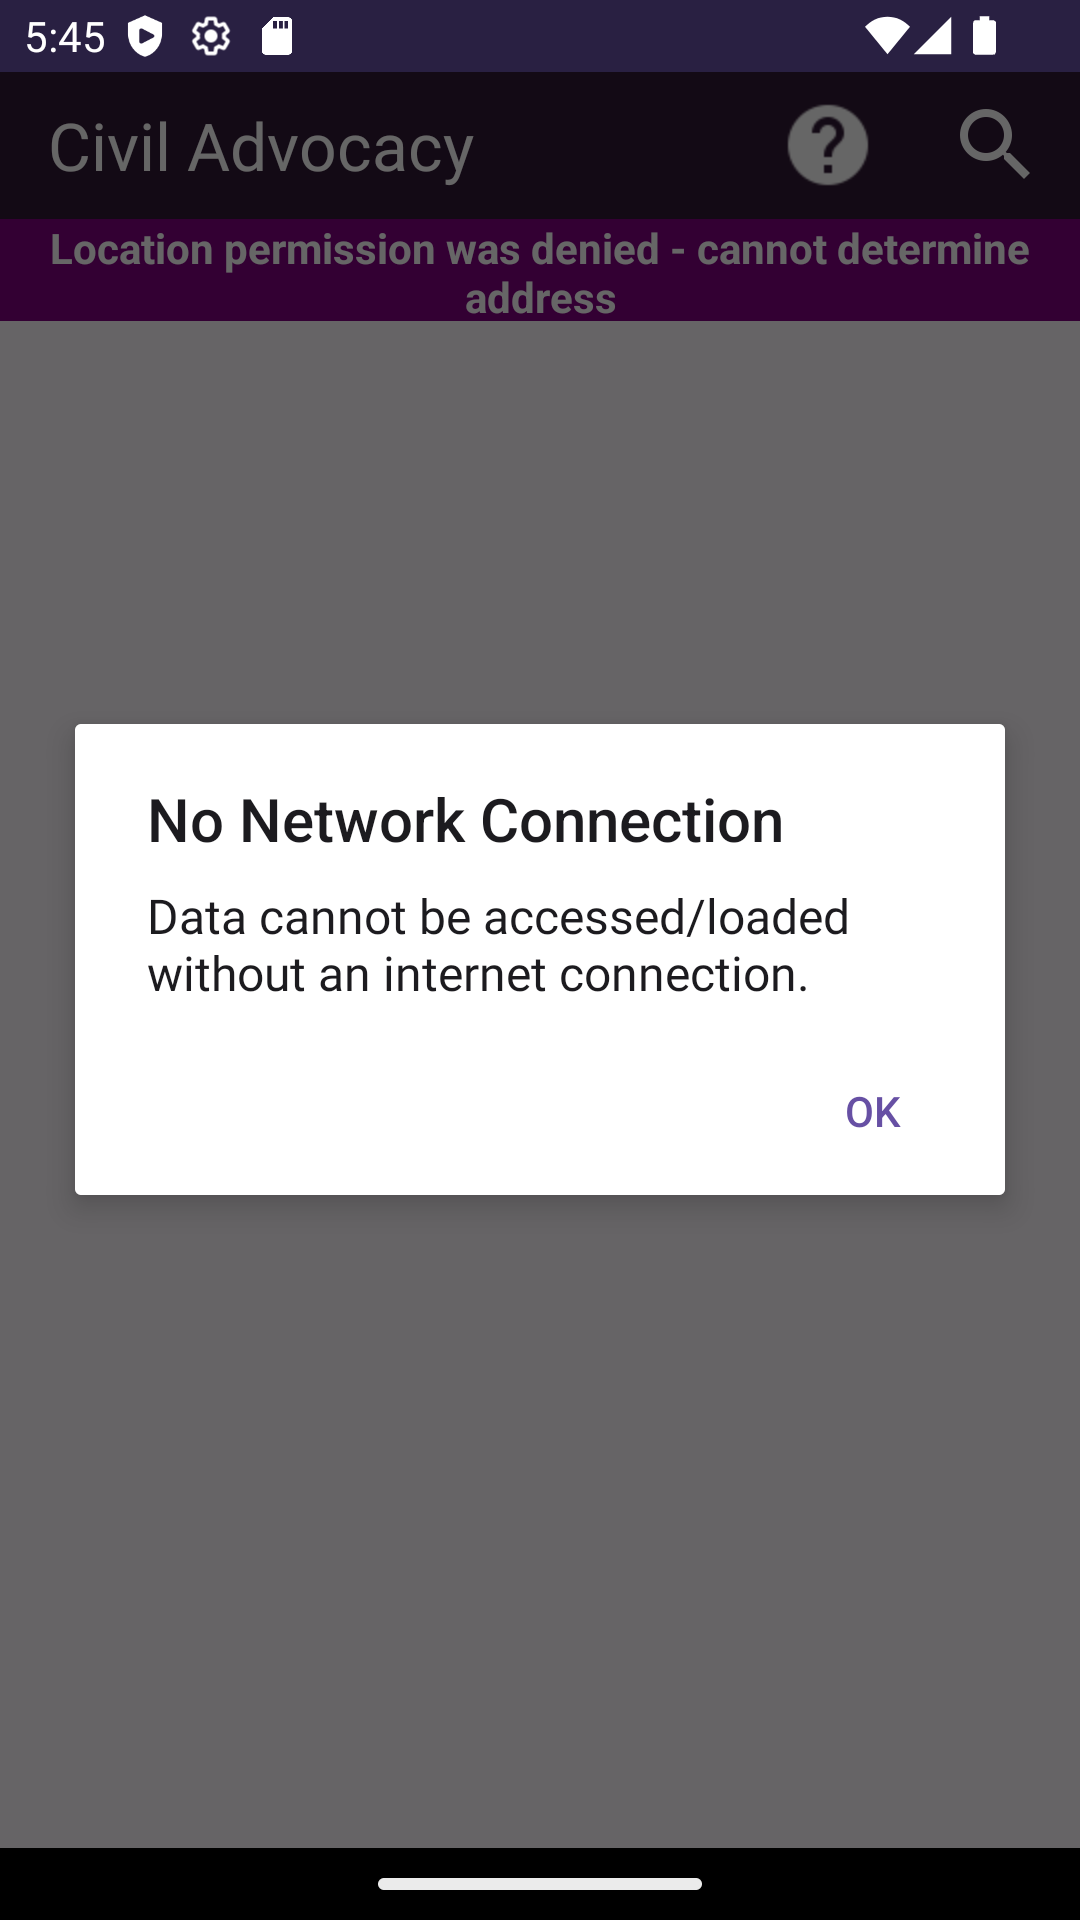 5:45
Civil Advocacy
Location permission was denied - cannot determine
address
No Network Connection
Data cannot be accessed/loaded
without an internet connection.
OK